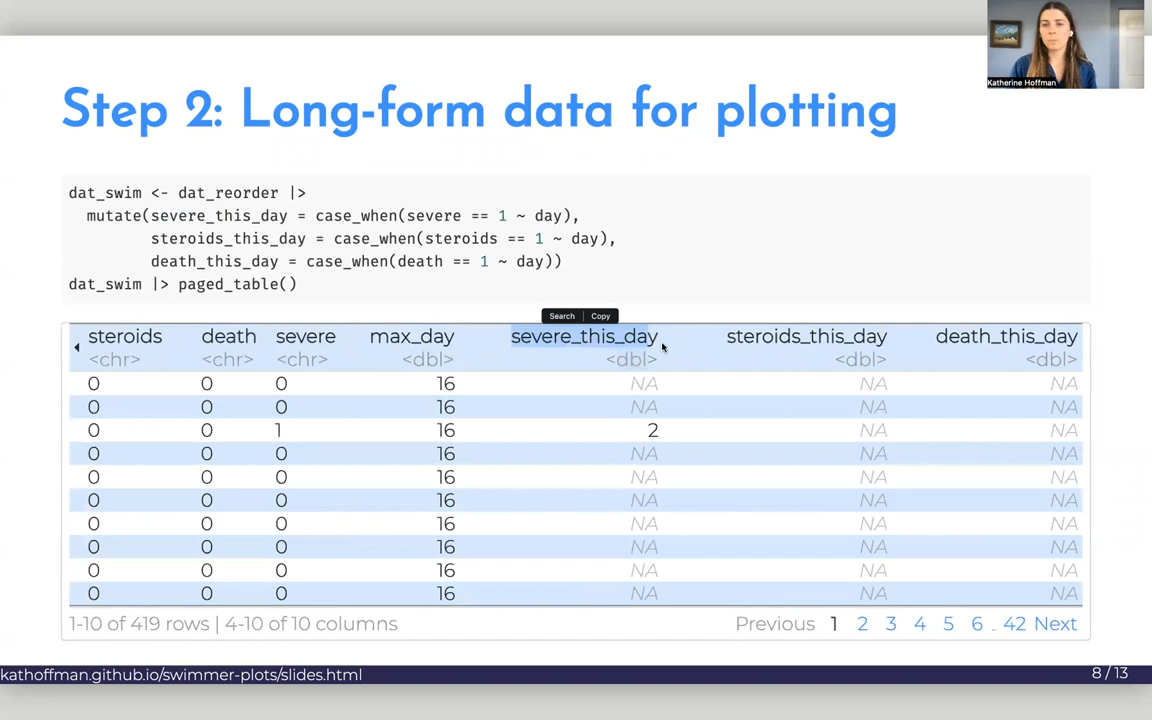 Katherine Hoffman
Step 2: Long-form data for plotting
dat_swim <- dat_reorder |>
mutate(severe_this_day = case_when(severe == 1 ~ day),
steroids_this_day = case_when(steroids == 1 ~ day),
death_this_day = case_when(death == 1 ~ day))
dat_swim |> paged_table()
Search Copy
steroids death severe max_day severe_this_day steroids_this_day death_this_day
<chr> <chr> <chr> <dbl> <dbl> <dbl> <dbl>
0 0 0 16 NA NA NA
0 0 0 16 NA NA NA
0 0 1 16 2 NA NA
0 0 0 16 NA NA NA
0 0 0 16 NA NA NA
0 0 0 16 NA NA NA
0 0 0 16 NA NA NA
0 0 0 16 NA NA NA
0 0 0 16 NA NA NA
0 0 0 16 NA NA NA
1-10 of 419 rows | 4-10 of 10 columns Previous 1 2 3 4 5 6 .. 42 Next
kathoffman.github.io/swimmer-plots/slides.html 8 / 13